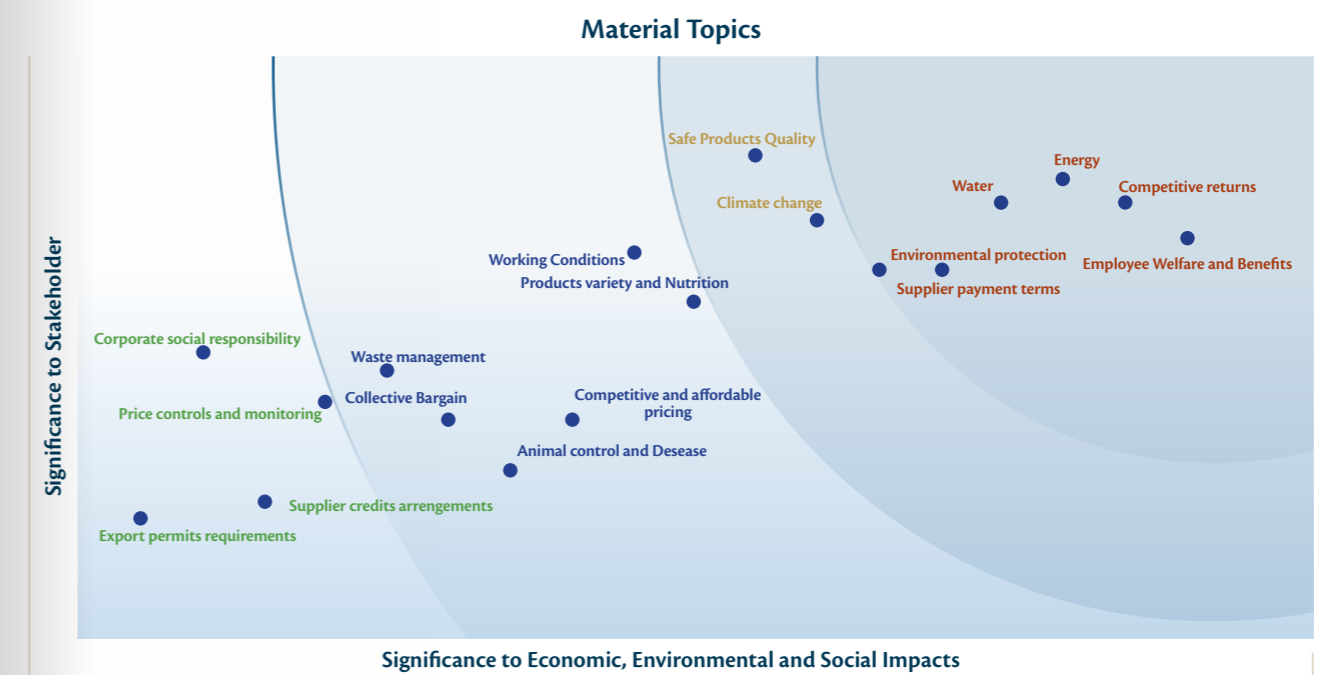 Material Topics
Safe Products Quality
Energy
Water
Competitive returns
Climate change
Environmental protection
Working Conditions
Employee Welfare and Benefits
Products variety and Nutrition
Supplier payment terms
Corporate social responsibility
Waste management
Collective Bargain
Competitive and affordable
pricing
Price controls and monitoring
Animal control and Desease
Supplier credits arrengements
Export permits requirements
Significance to Stakeholder
Significance to Economic, Environmental and Social Impacts